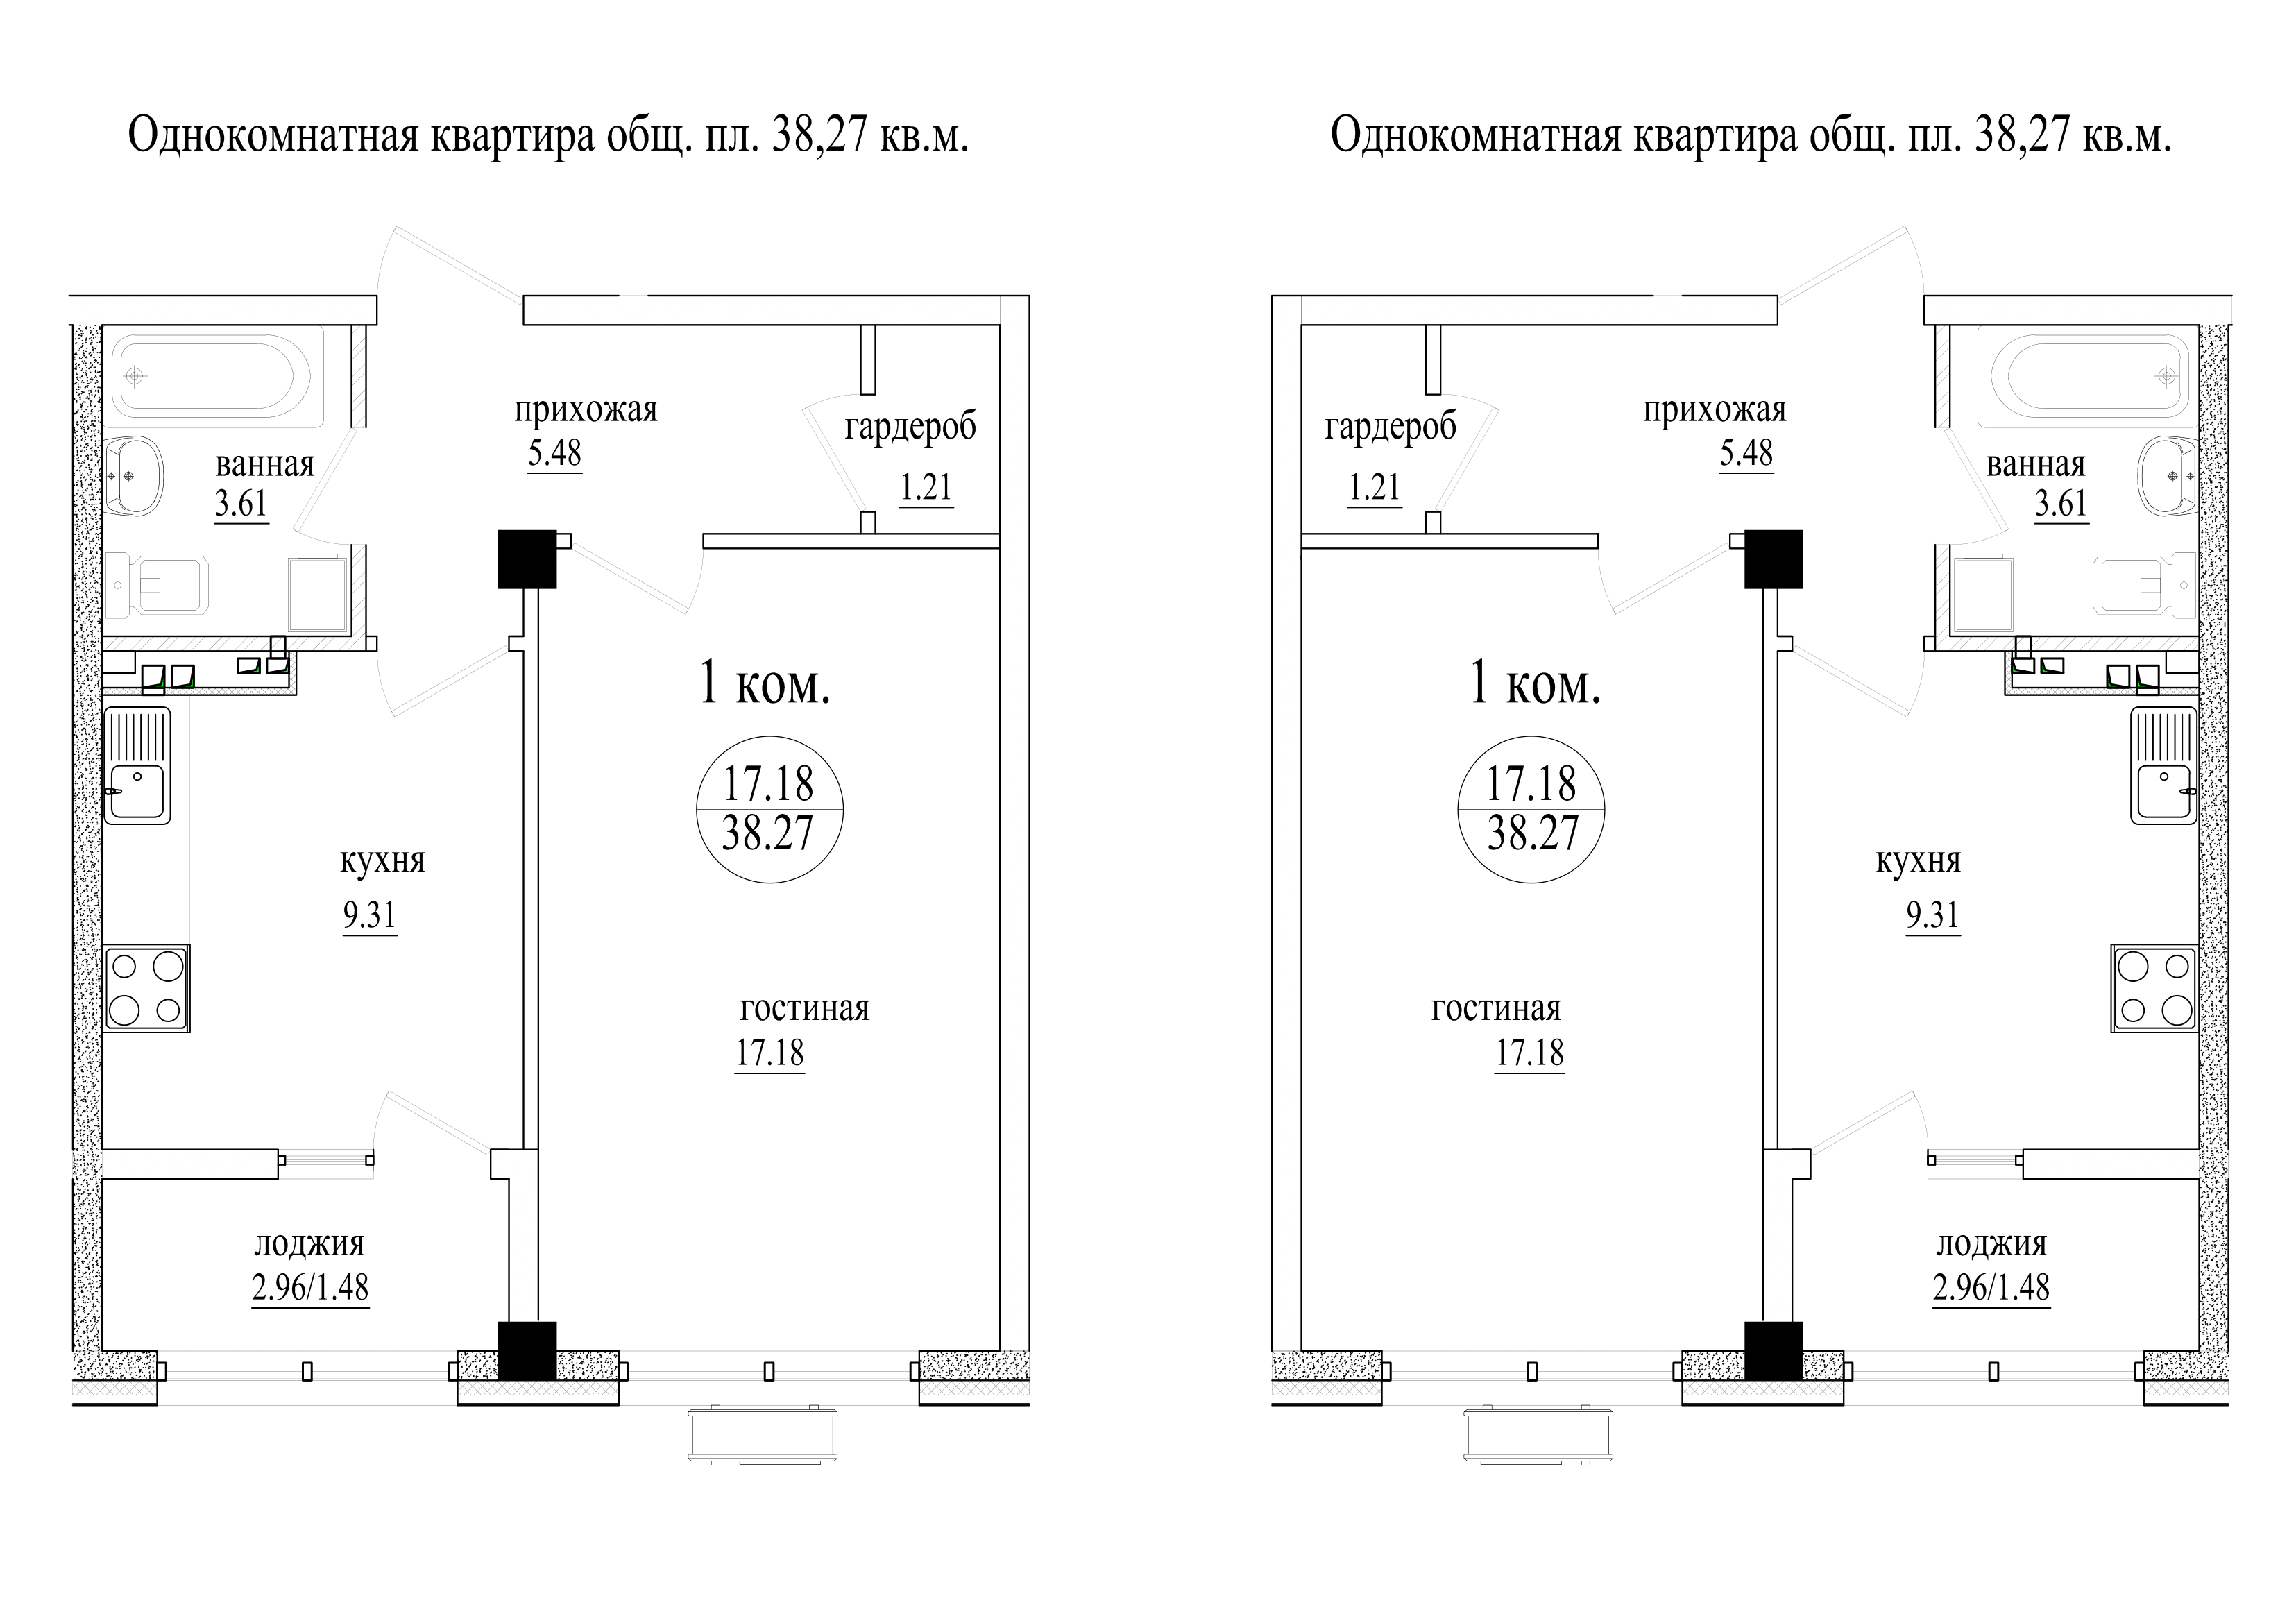 Однокомнатная квартира общ. пл. 38,27 кв.м.
прихожая
5.48
гардероб
1.21
ванная
3.61
1 ком.
17.18
38.27
кухня
9.31
гостиная
17.18
лоджия
2.96/1.48
Однокомнатная квартира общ. пл. 38,27 кв.м.
гардероб
1.21
прихожая
5.48
ванная
3.61
1 ком.
17.18
38.27
кухня
9.31
гостиная
17.18
лоджия
2.96/1.48